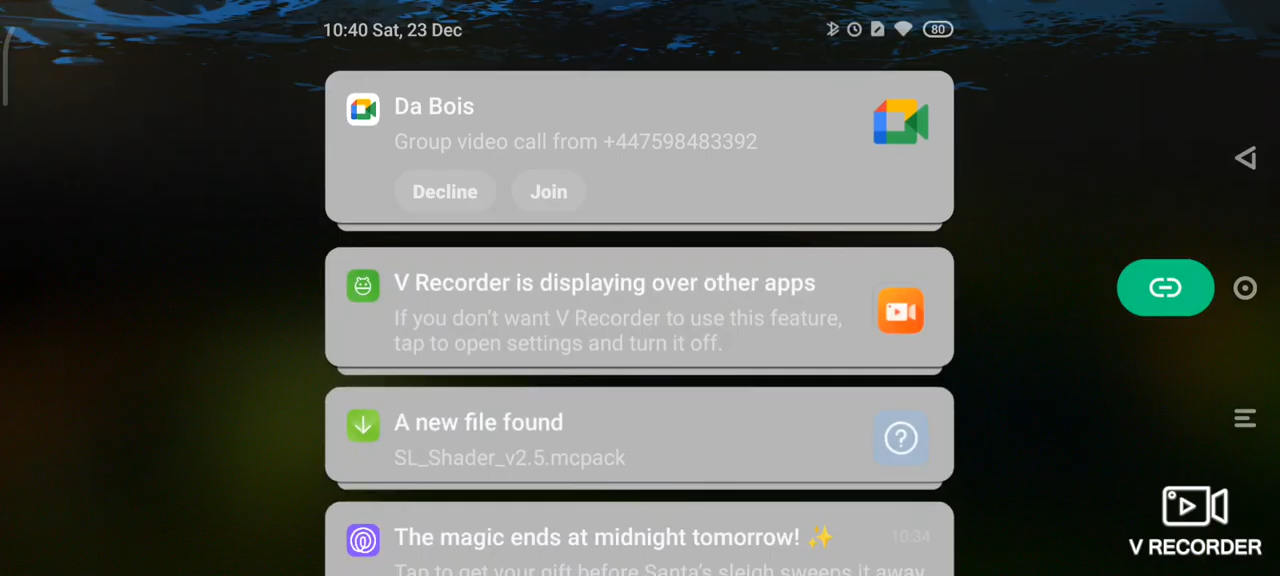 10:40 Sat, 23 Dec
80
Da Bois
Group video call from +447598483392
Decline
Join
V Recorder is displaying over other apps
If you don't want V Recorder to use this feature,
tap to open settings and turn it off.
A new file found
SL_Shader_v2.5.mcpack
The magic ends at midnight tomorrow! ✨
10:34
Tap to get your gift before Santa's sleigh sweeps it away
V RECORDER